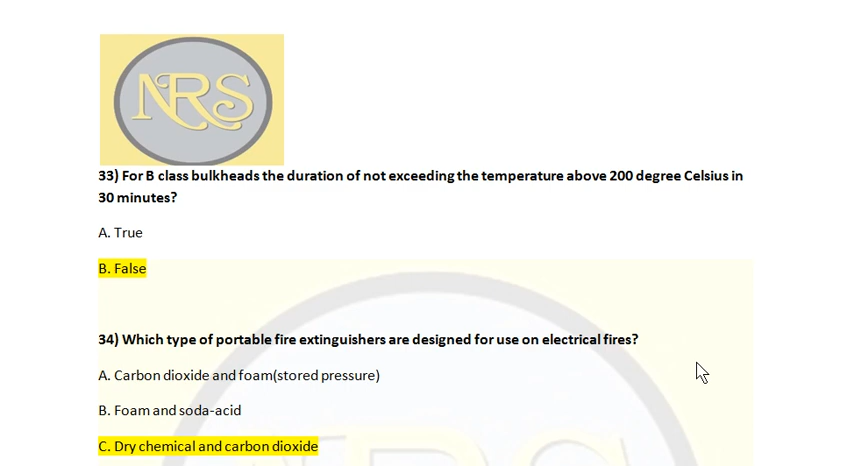 NRS
33) For B class bulkheads the duration of not exceeding the temperature above 200 degree Celsius in
30 minutes?
A. True
B. False
34) Which type of portable fire extinguishers are designed for use on electrical fires?
A. Carbon dioxide and foam(stored pressure)
B. Foam and soda-acid
C. Dry chemical and carbon dioxide